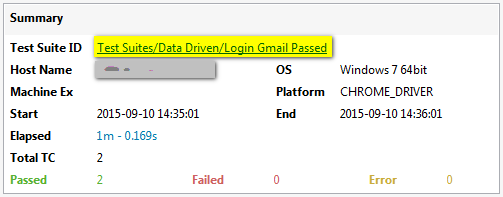 Summary
Test Suite ID Test Suites/Data Driven/Login Gmail Passed
Host Name OS Windows 7 64bit
Machine Ex Platform CHROME_DRIVER
Start 2015-09-10 14:35:01 End 2015-09-10 14:36:01
Elapsed 1m - 0.169s
Total TC 2
Passed 2 Failed 0 Error 0